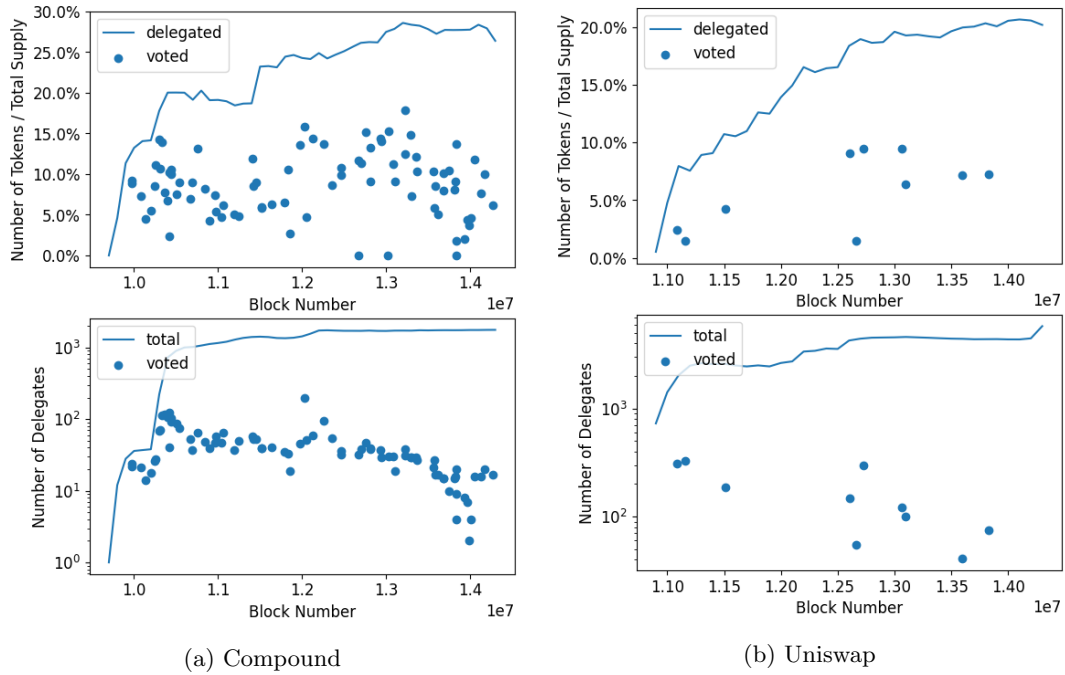 Number of Tokens / Total Supply
30.0%
25.0%
20.0%
15.0%
10.0%
5.0%
0.0%
delegated
voted
1.0
1.1
1.2
1.3
1.4
Block Number
1e7
Number of Delegates
10³
10²
10¹
10⁰
total
voted
1.0
1.1
1.2
1.3
1.4
Block Number
1e7
(a) Compound
Number of Tokens / Total Supply
20.0%
15.0%
10.0%
5.0%
0.0%
delegated
voted
1.10
1.15
1.20
1.25
1.30
1.35
1.40
Block Number
1e7
Number of Delegates
10³
10²
total
voted
1.10
1.15
1.20
1.25
1.30
1.35
1.40
Block Number
1e7
(b) Uniswap